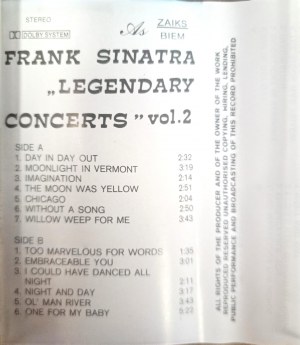 STEREO
DOLBY SYSTEM
As
ZAIKS
BIEM
FRANK SINATRA
„LEGENDARY
CONCERTS” vol.2
SIDE A
1. DAY IN DAY OUT 2:32
2. MOONLIGHT IN VERMONT 3:19
3. IMAGINATION 2:14
4. THE MOON WAS YELLOW 2:51
5. CHICAGO 2:04
6. WITHOUT A SONG 2:50
7. WILLOW WEEP FOR ME 3:43
SIDE B
1. TOO MARVELOUS FOR WORDS 1:35
2. EMBRACEABLE YOU 3:01
3. I COULD HAVE DANCED ALL
NIGHT 2:11
4. NIGHT AND DAY 3:17
5. OL' MAN RIVER 3:43
6. ONE FOR MY BABY 5:22
ALL RIGHTS OF THE PRODUCER AND OF THE OWNER OF THE WORK
REPRODUCED RESERVED UNAUTHORISED COPYING, HIRING, LENDING,
PUBLIC PERFORMANCE AND BROADCASTING OF THIS RECORD PROHIBITED